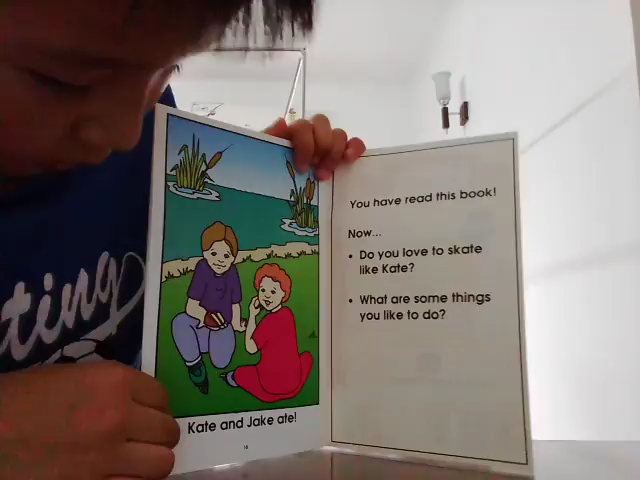 ting
Kate and Jake ate!
You have read this book!
Now...
• Do you love to skate
like Kate?
• What are some things
you like to do?